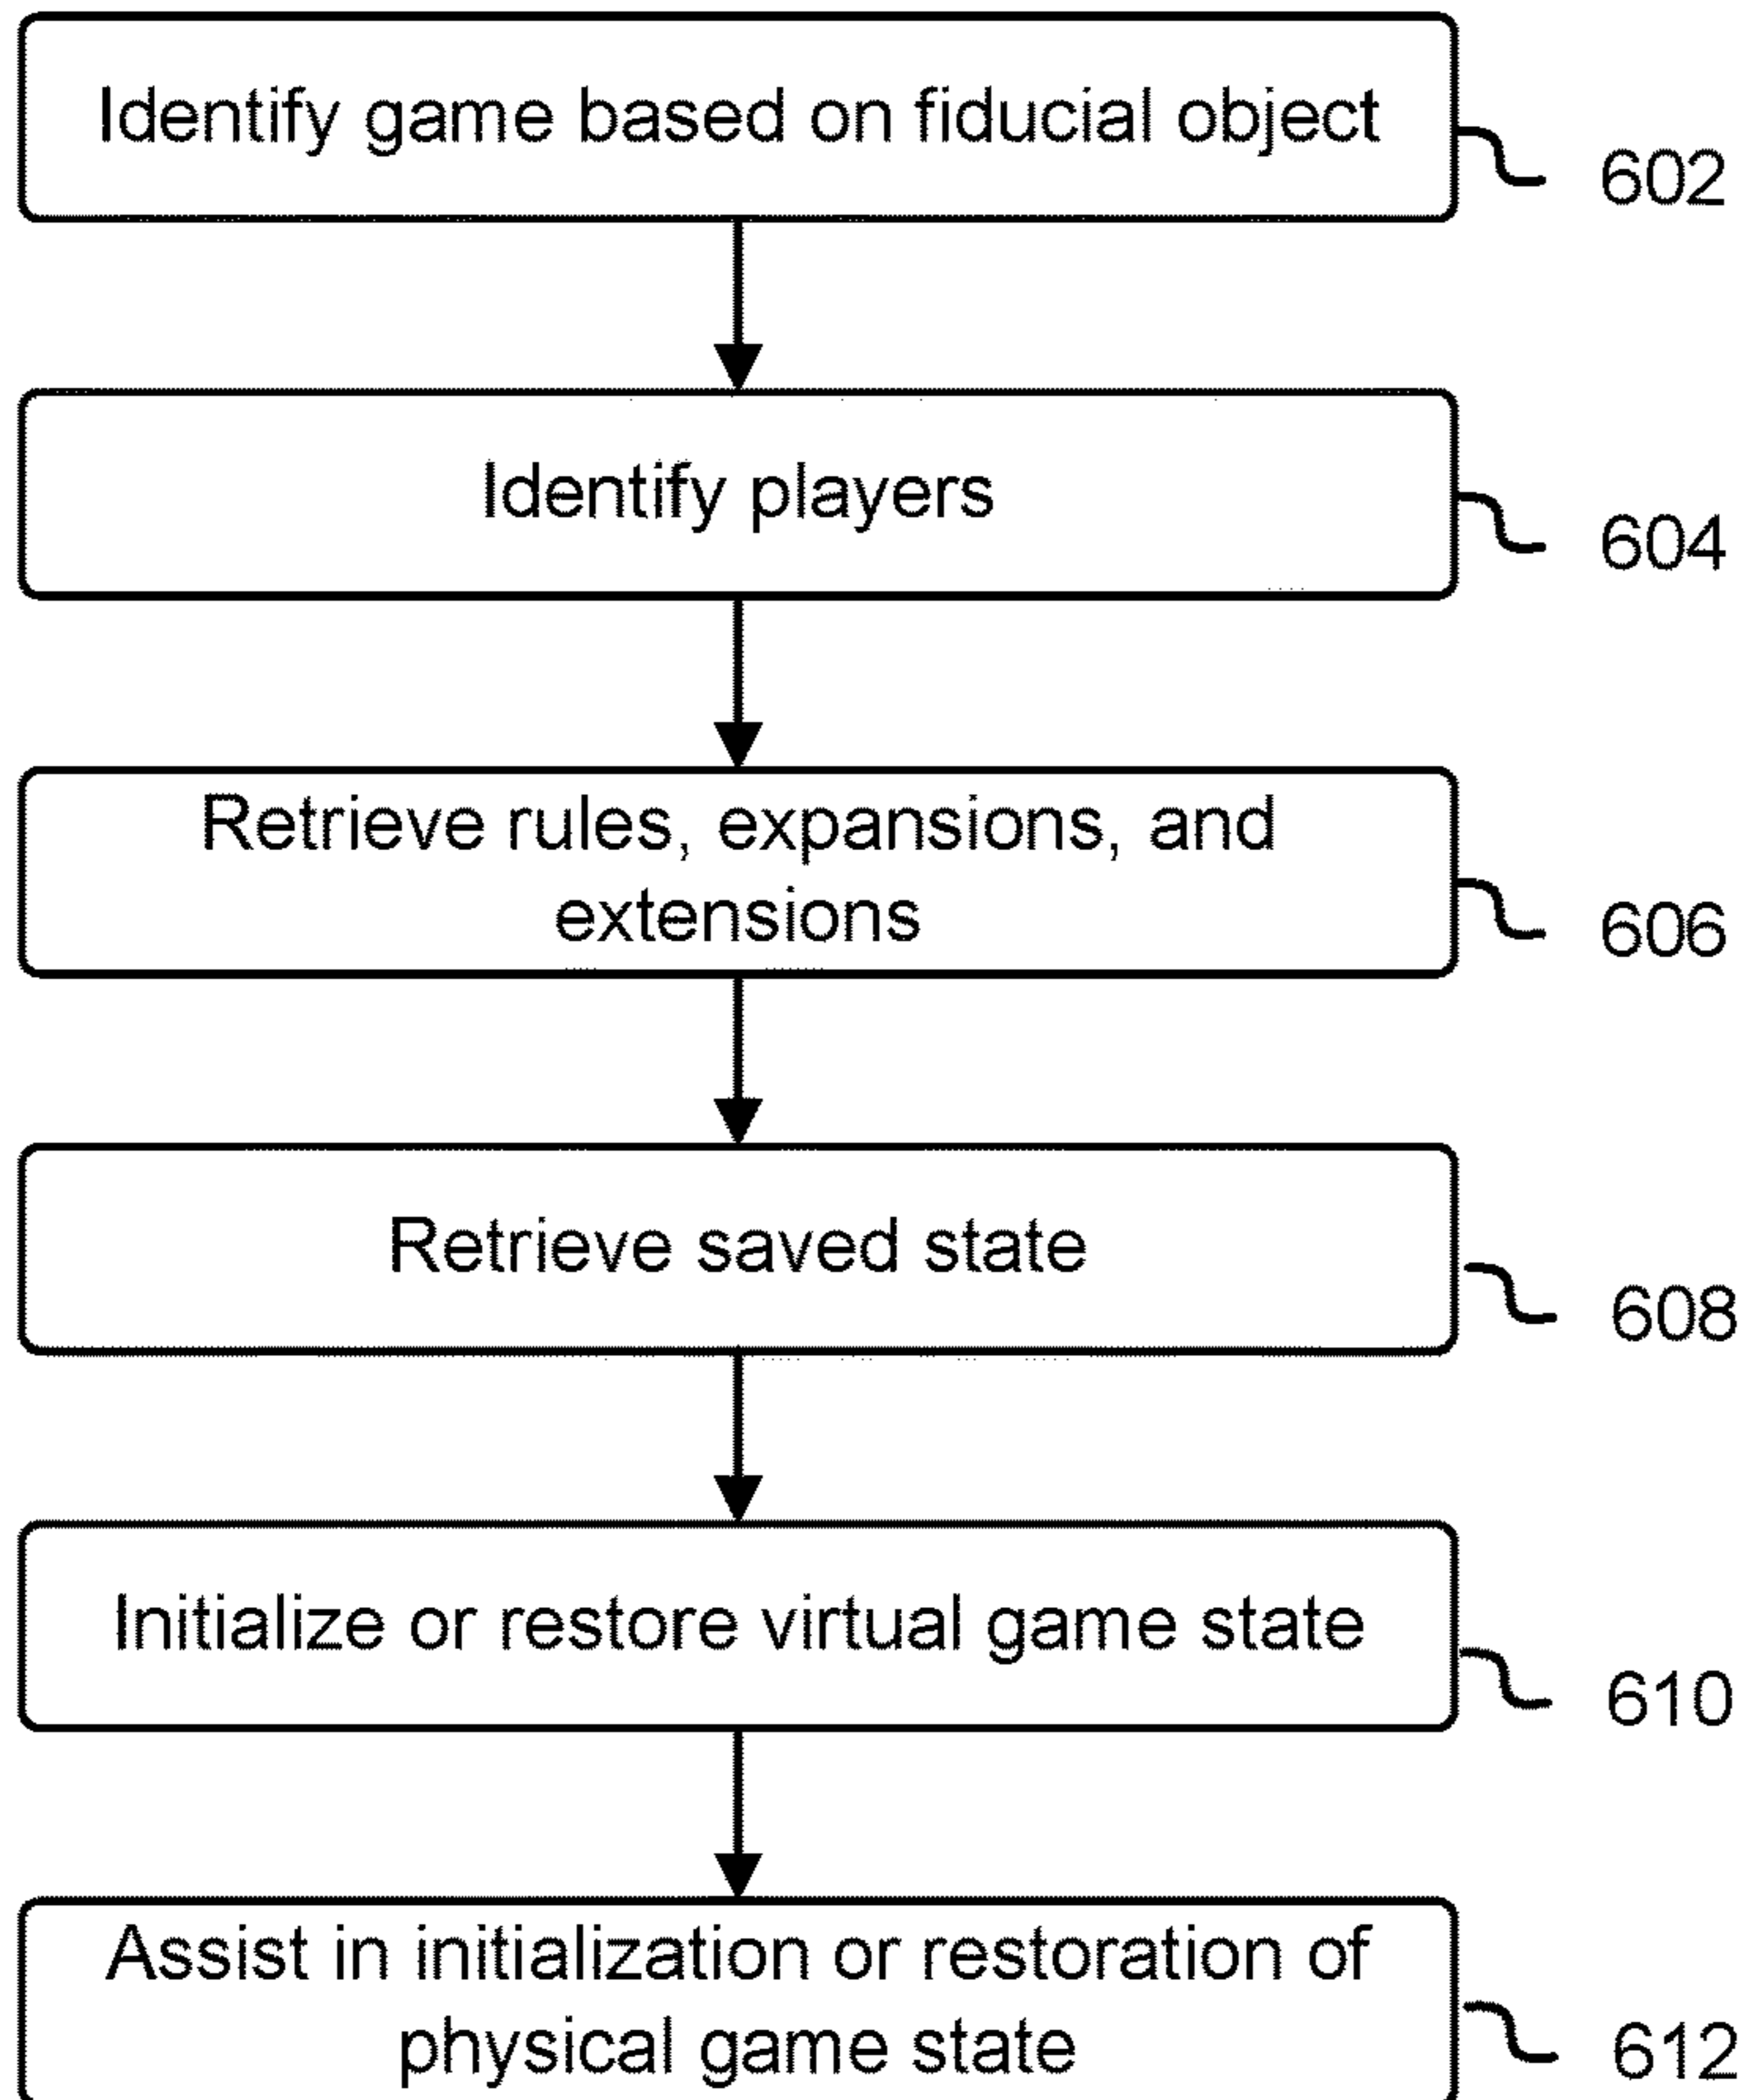 Identify game based on fiducial object
602
Identify players
604
Retrieve rules, expansions, and
extensions
606
Retrieve saved state
608
Initialize or restore virtual game state
610
Assist in initialization or restoration of
physical game state
612